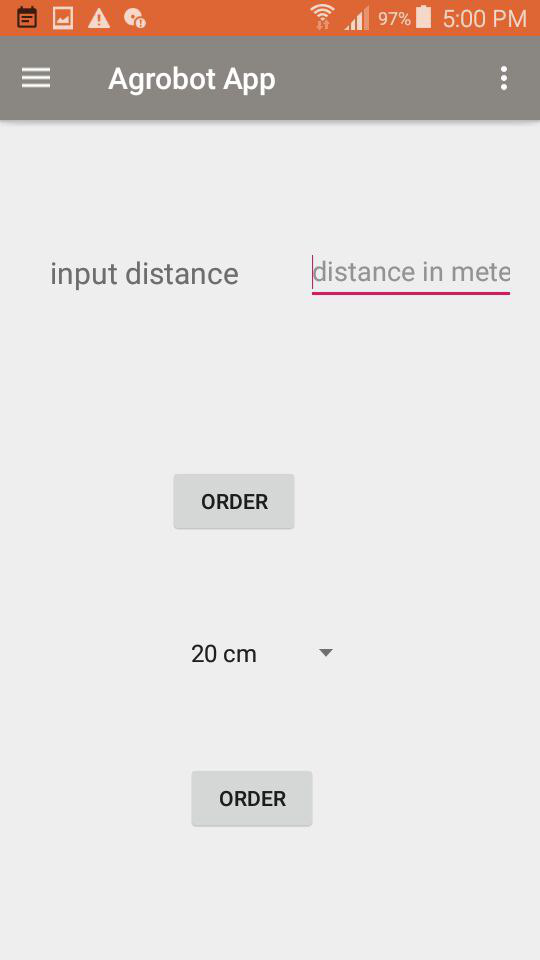 97% 5:00 PM
Agrobot App
input distance distance in mete
ORDER
20 cm
ORDER